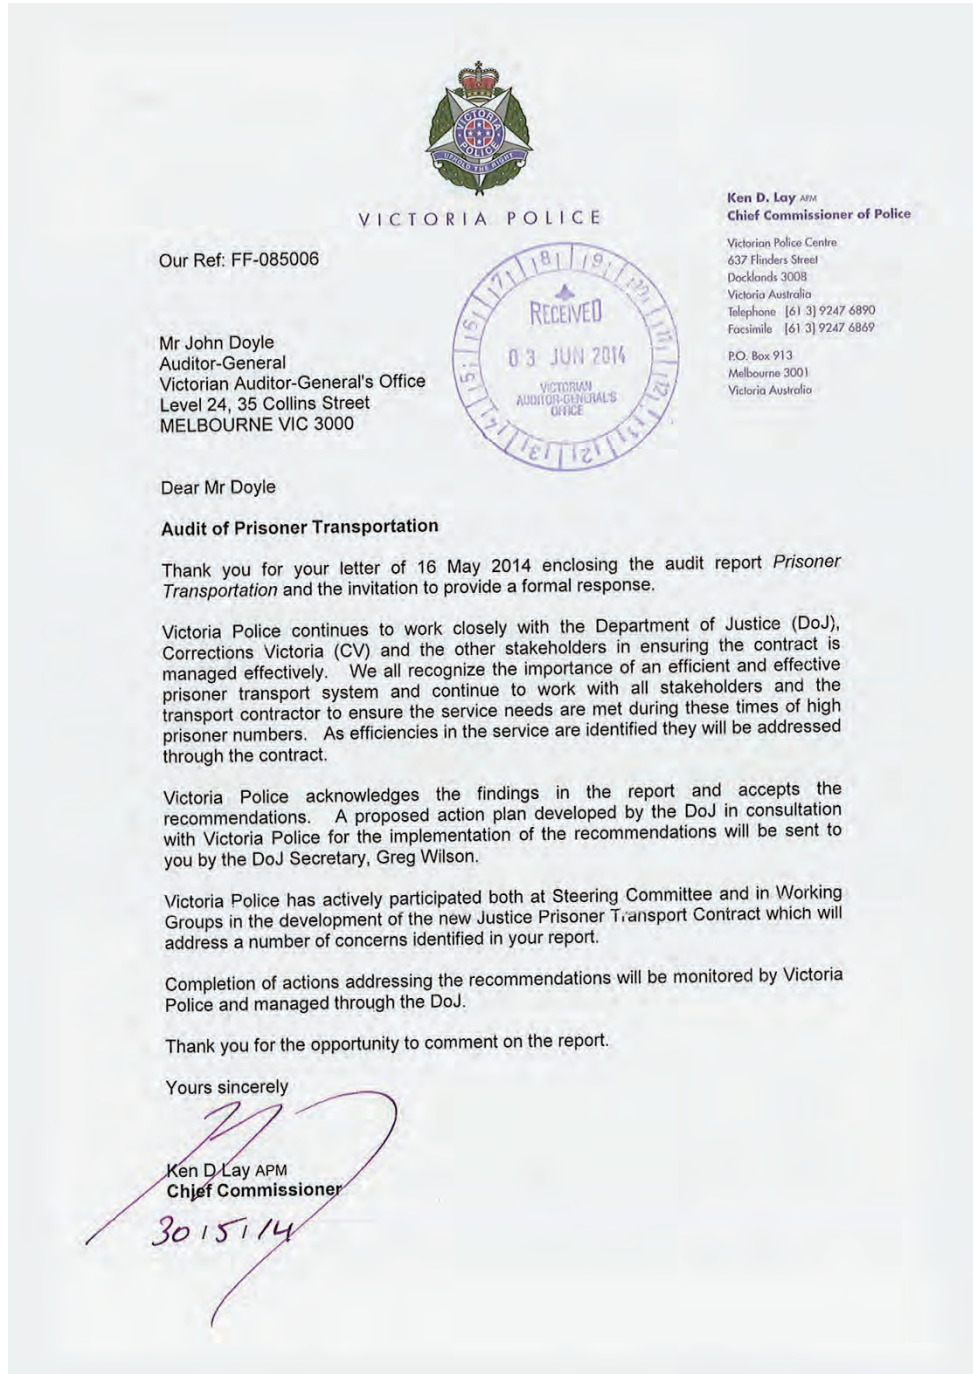 VICTORIA
POLICE
UPHOLD THE RIGHT
VICTORIA POLICE
Ken D. Lay APM
Chief Commissioner of Police
Victorian Police Centre
637 Flinders Street
Docklands 3008
Victoria Australia
Telephone (61 3) 9247 6890
Facsimile (61 3) 9247 6869
P.O. Box 913
Melbourne 3001
Victoria Australia
Our Ref: FF-085006
RECEIVED
03 JUN 2014
VICTORIAN
AUDITOR-GENERAL'S
OFFICE
Mr John Doyle
Auditor-General
Victorian Auditor-General's Office
Level 24, 35 Collins Street
MELBOURNE VIC 3000
Dear Mr Doyle
Audit of Prisoner Transportation
Thank you for your letter of 16 May 2014 enclosing the audit report Prisoner
Transportation and the invitation to provide a formal response.
Victoria Police continues to work closely with the Department of Justice (DoJ),
Corrections Victoria (CV) and the other stakeholders in ensuring the contract is
managed effectively. We all recognize the importance of an efficient and effective
prisoner transport system and continue to work with all stakeholders and the
transport contractor to ensure the service needs are met during these times of high
prisoner numbers. As efficiencies in the service are identified they will be addressed
through the contract.
Victoria Police acknowledges the findings in the report and accepts the
recommendations. A proposed action plan developed by the DoJ in consultation
with Victoria Police for the implementation of the recommendations will be sent to
you by the DoJ Secretary, Greg Wilson.
Victoria Police has actively participated both at Steering Committee and in Working
Groups in the development of the new Justice Prisoner Transport Contract which will
address a number of concerns identified in your report.
Completion of actions addressing the recommendations will be monitored by Victoria
Police and managed through the DoJ.
Thank you for the opportunity to comment on the report.
Yours sincerely
Ken D Lay APM
Chief Commissioner
30/5/14